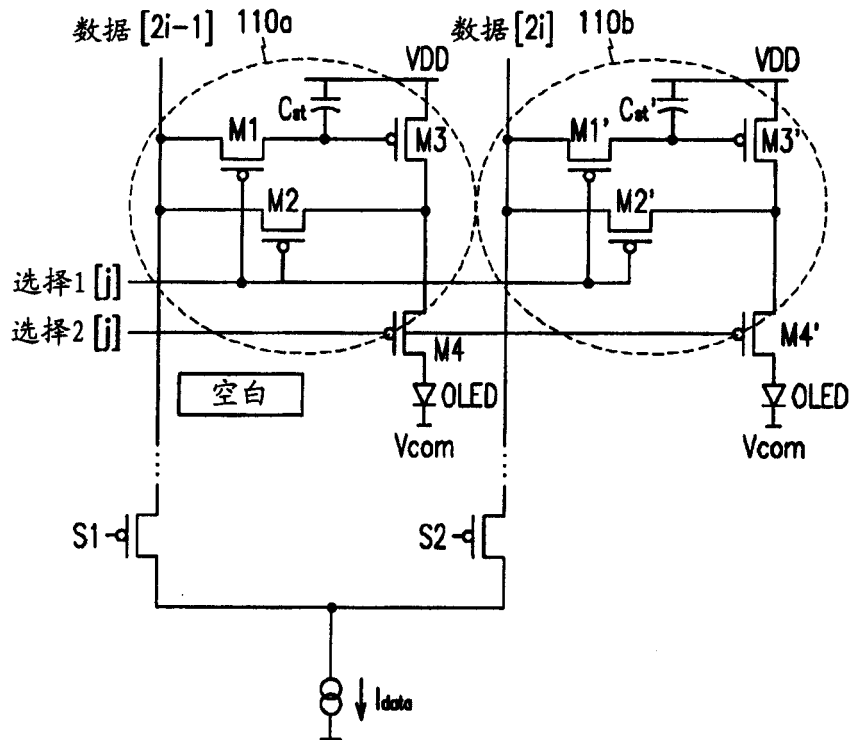 数据 [2i-1] 110a 数据 [2i] 110b
VDD VDD
Cst Cst'
M1 M3 M1' M3'
M2 M2'
选择1 [j]
选择2 [j]
M4 M4'
空白 OLED OLED
Vcom Vcom
S1 S2
Idata